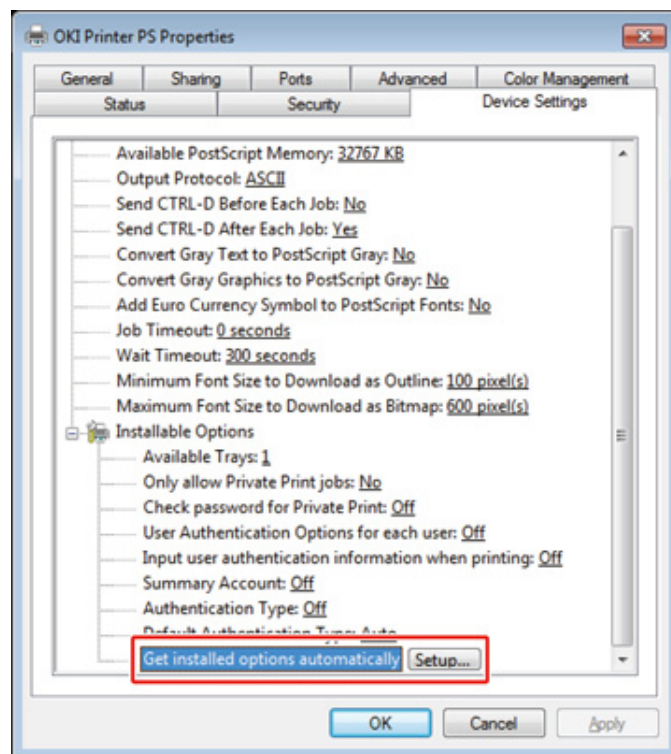 OKI Printer PS Properties
General Sharing Ports Advanced Color Management
Status Security Device Settings
Available PostScript Memory: 32767 KB
Output Protocol: ASCII
Send CTRL-D Before Each Job: No
Send CTRL-D After Each Job: Yes
Convert Gray Text to PostScript Gray: No
Convert Gray Graphics to PostScript Gray: No
Add Euro Currency Symbol to PostScript Fonts: No
Job Timeout: 0 seconds
Wait Timeout: 300 seconds
Minimum Font Size to Download as Outline: 100 pixel(s)
Maximum Font Size to Download as Bitmap: 600 pixel(s)
Installable Options
Available Trays: 1
Only allow Private Print jobs: No
Check password for Private Print: Off
User Authentication Options for each user: Off
Input user authentication information when printing: Off
Summary Account: Off
Authentication Type: Off
Default Authentication Type: Auto
Get installed options automatically Setup...
OK Cancel Apply